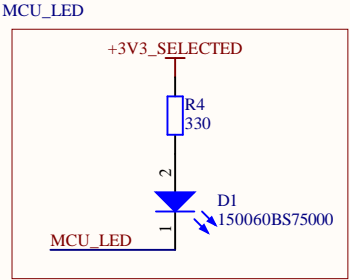 MCU_LED
+3V3_SELECTED
R4
330
2
D1
150060BS75000
1
MCU_LED